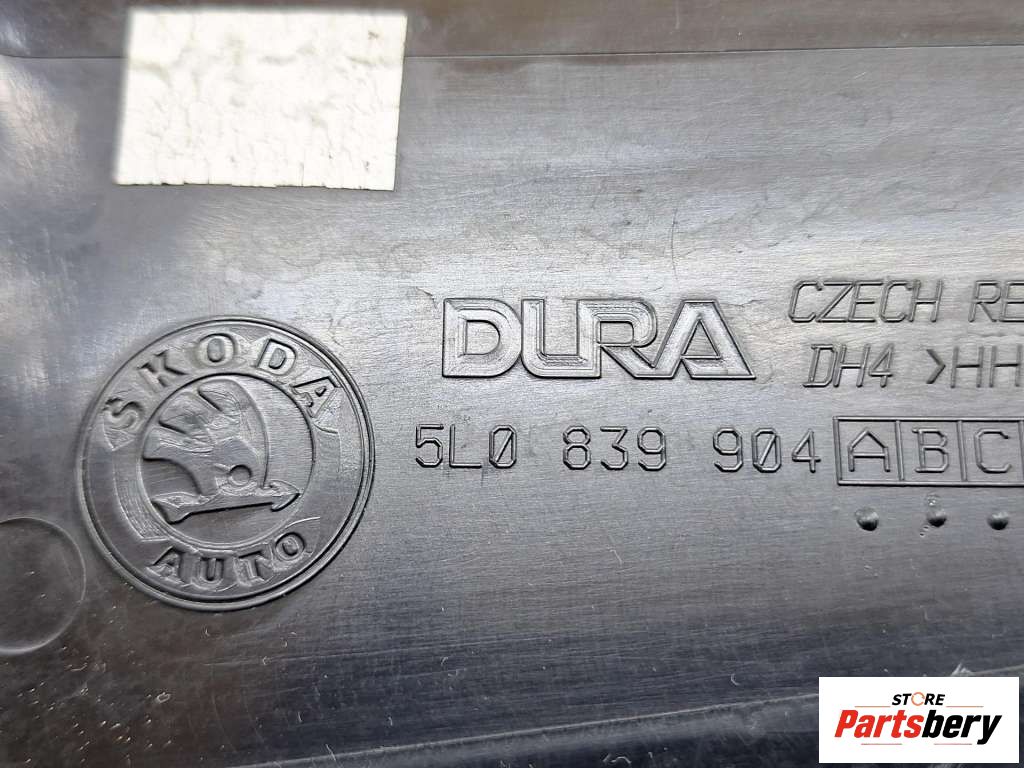 DURA
CZECH RE
DH4 >HH
5L0 839 904 A B C
SKODA
AUTO
STORE
Partsbery